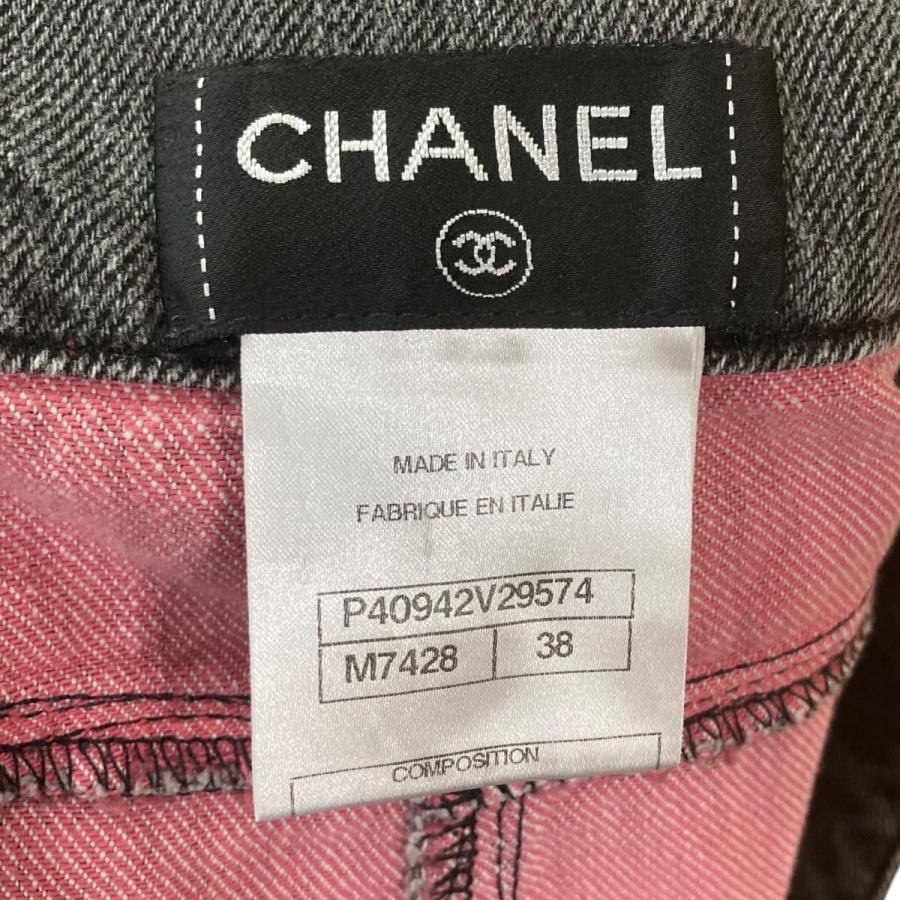 CHANEL
MADE IN ITALY
FABRIQUE EN ITALIE
P40942V29574
M7428 38
COMPOSITION